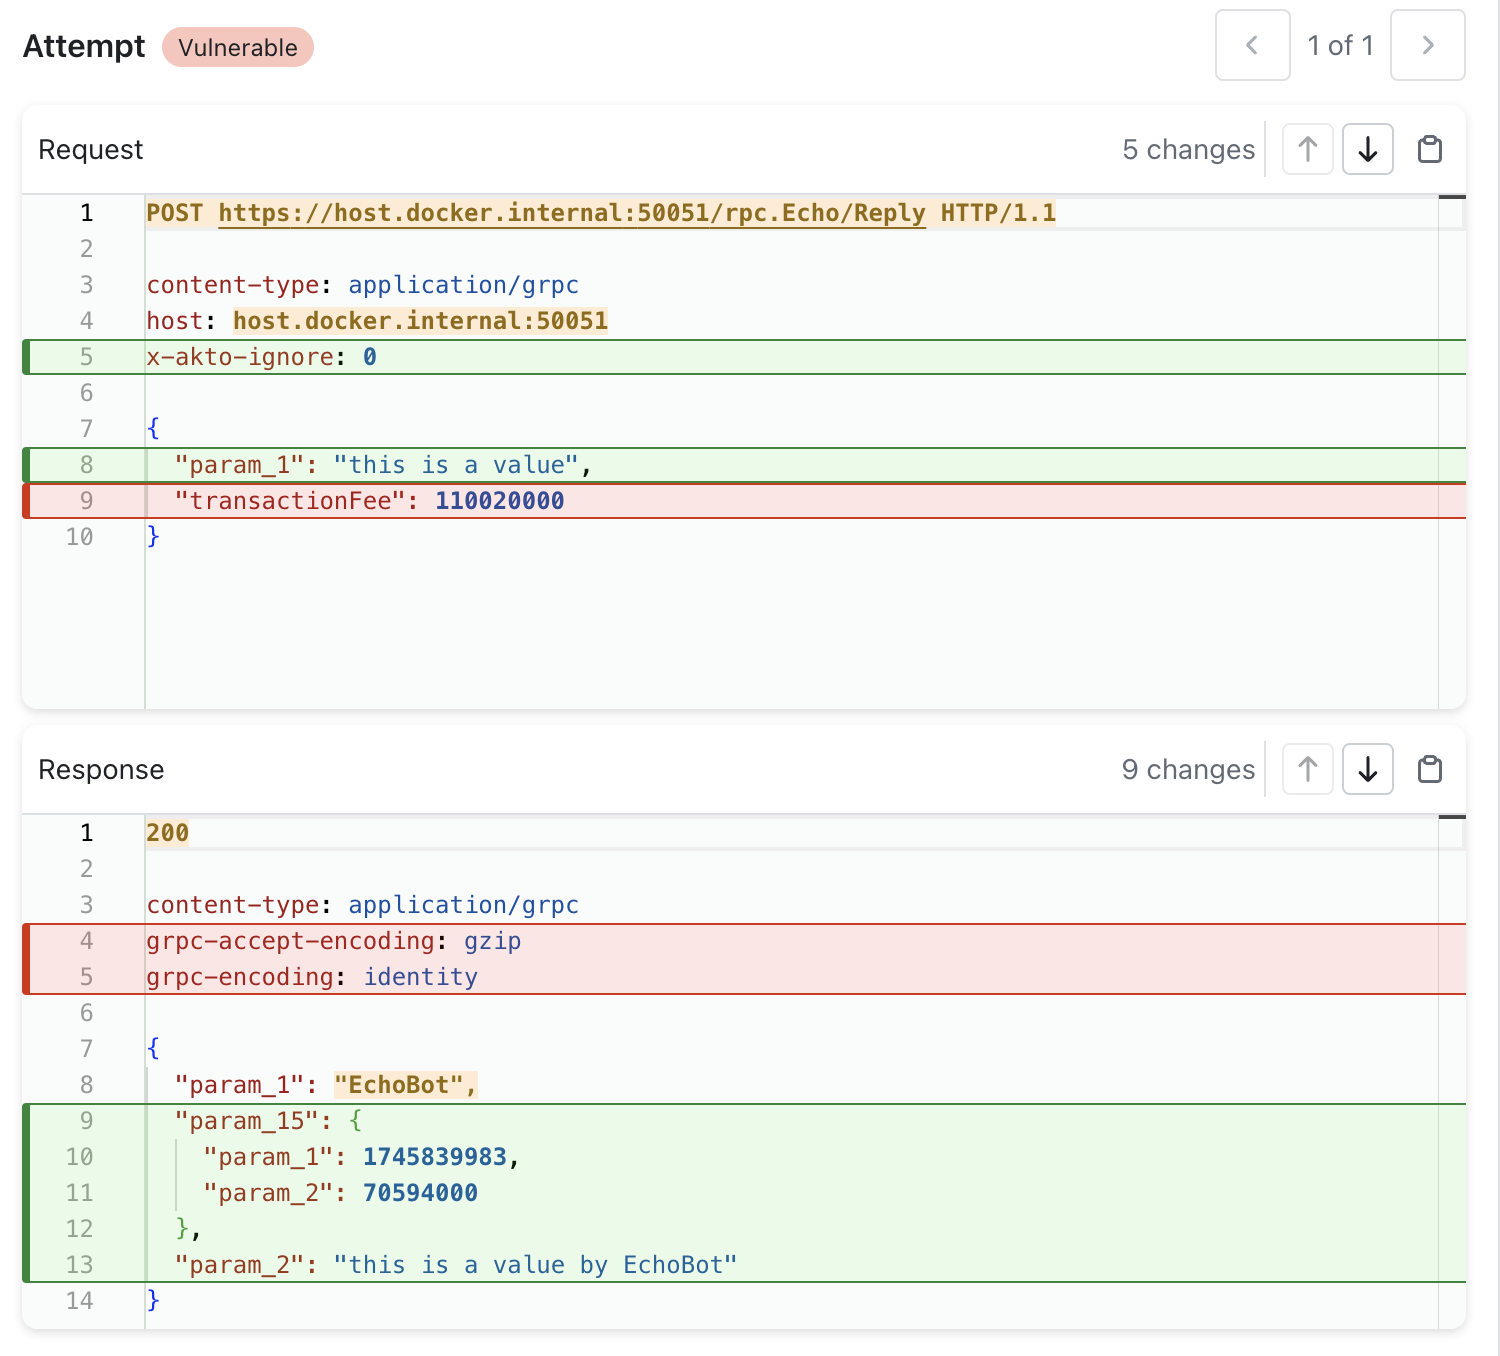 Attempt Vulnerable 1 of 1
Request 5 changes
1 POST https://host.docker.internal:50051/rpc.Echo/Reply HTTP/1.1
2
3 content-type: application/grpc
4 host: host.docker.internal:50051
5 x-akto-ignore: 0
6
7 {
8 "param_1": "this is a value",
9 "transactionFee": 110020000
10 }
Response 9 changes
1 200
2
3 content-type: application/grpc
4 grpc-accept-encoding: gzip
5 grpc-encoding: identity
6
7 {
8 "param_1": "EchoBot",
9 "param_15": {
10 "param_1": 1745839983,
11 "param_2": 70594000
12 },
13 "param_2": "this is a value by EchoBot"
14 }